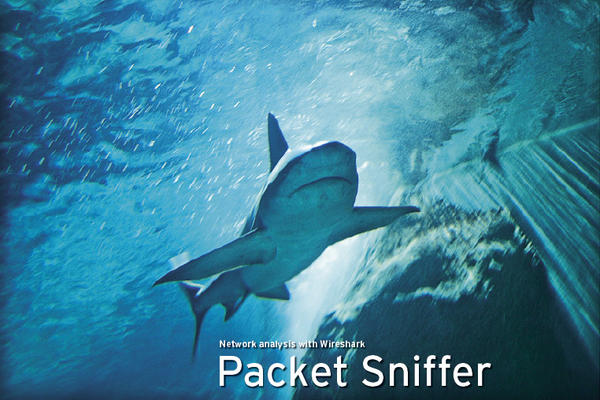 Network analysis with Wireshark
Packet Sniffer